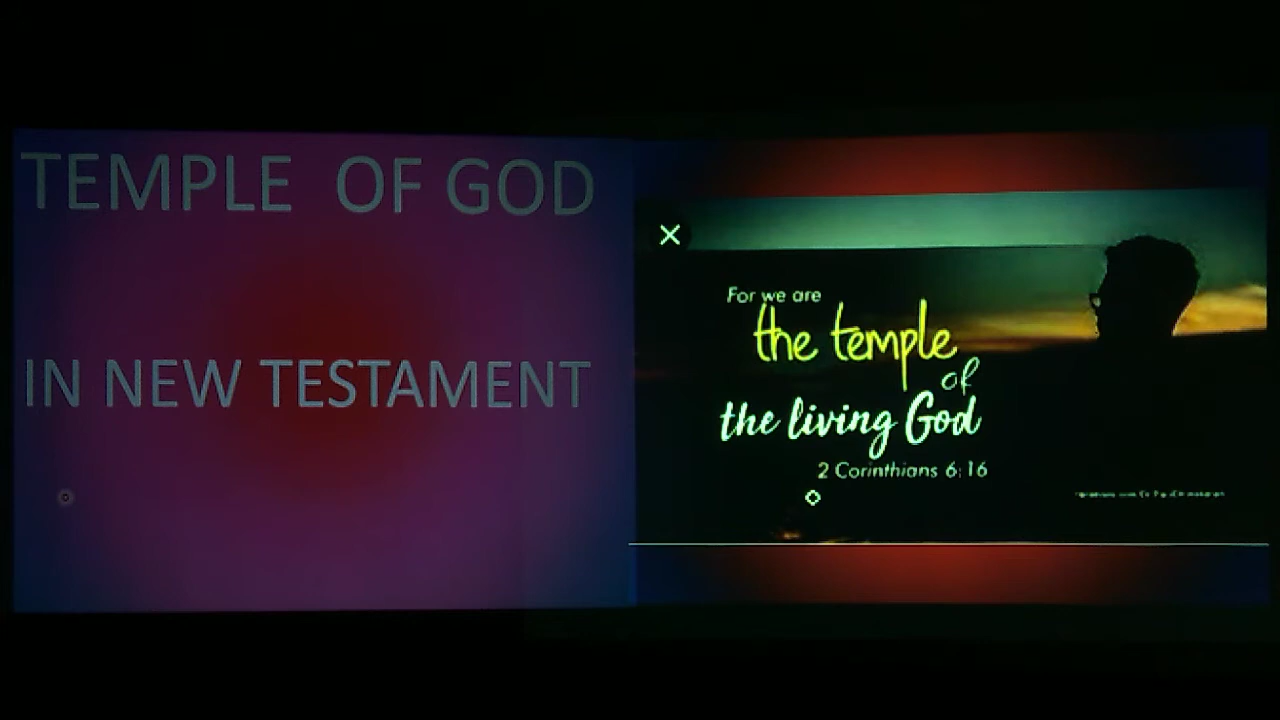 TEMPLE OF GOD
IN NEW TESTAMENT
For we are
the temple
of
the living God
2 Corinthians 6:16